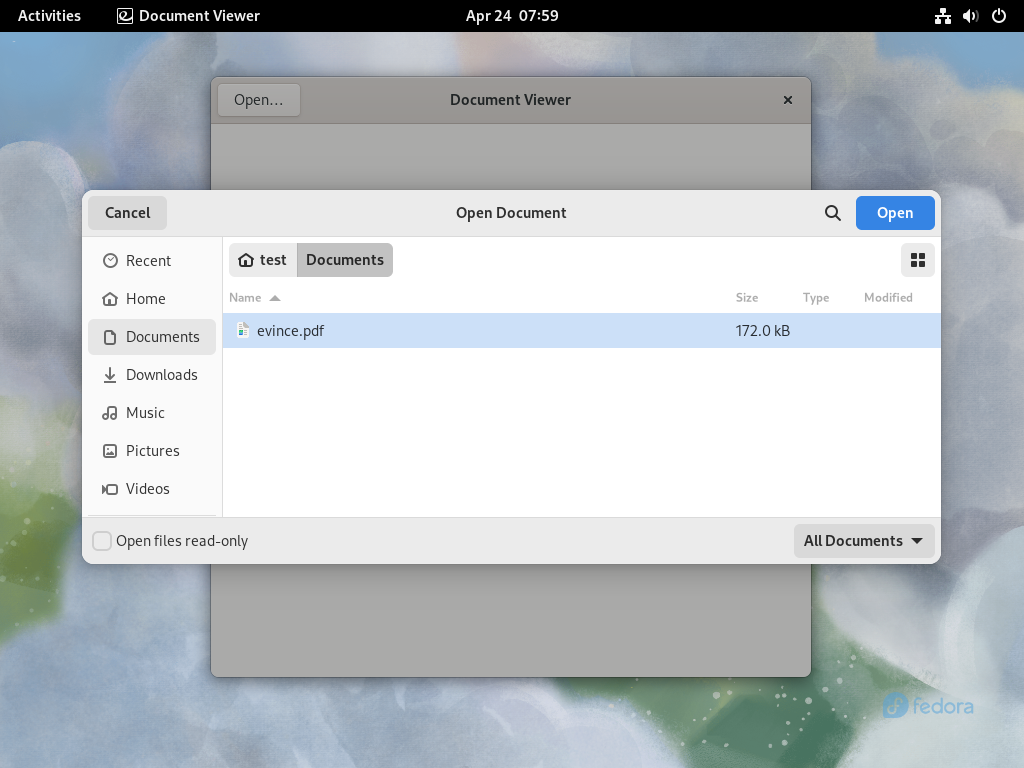 Activities Document Viewer Apr 24 07:59
Open… Document Viewer
Cancel Open Document Open
Recent
Home
Documents
Downloads
Music
Pictures
Videos
test Documents
Name Size Type Modified
evince.pdf 172.0 kB
Open files read-only All Documents
fedora